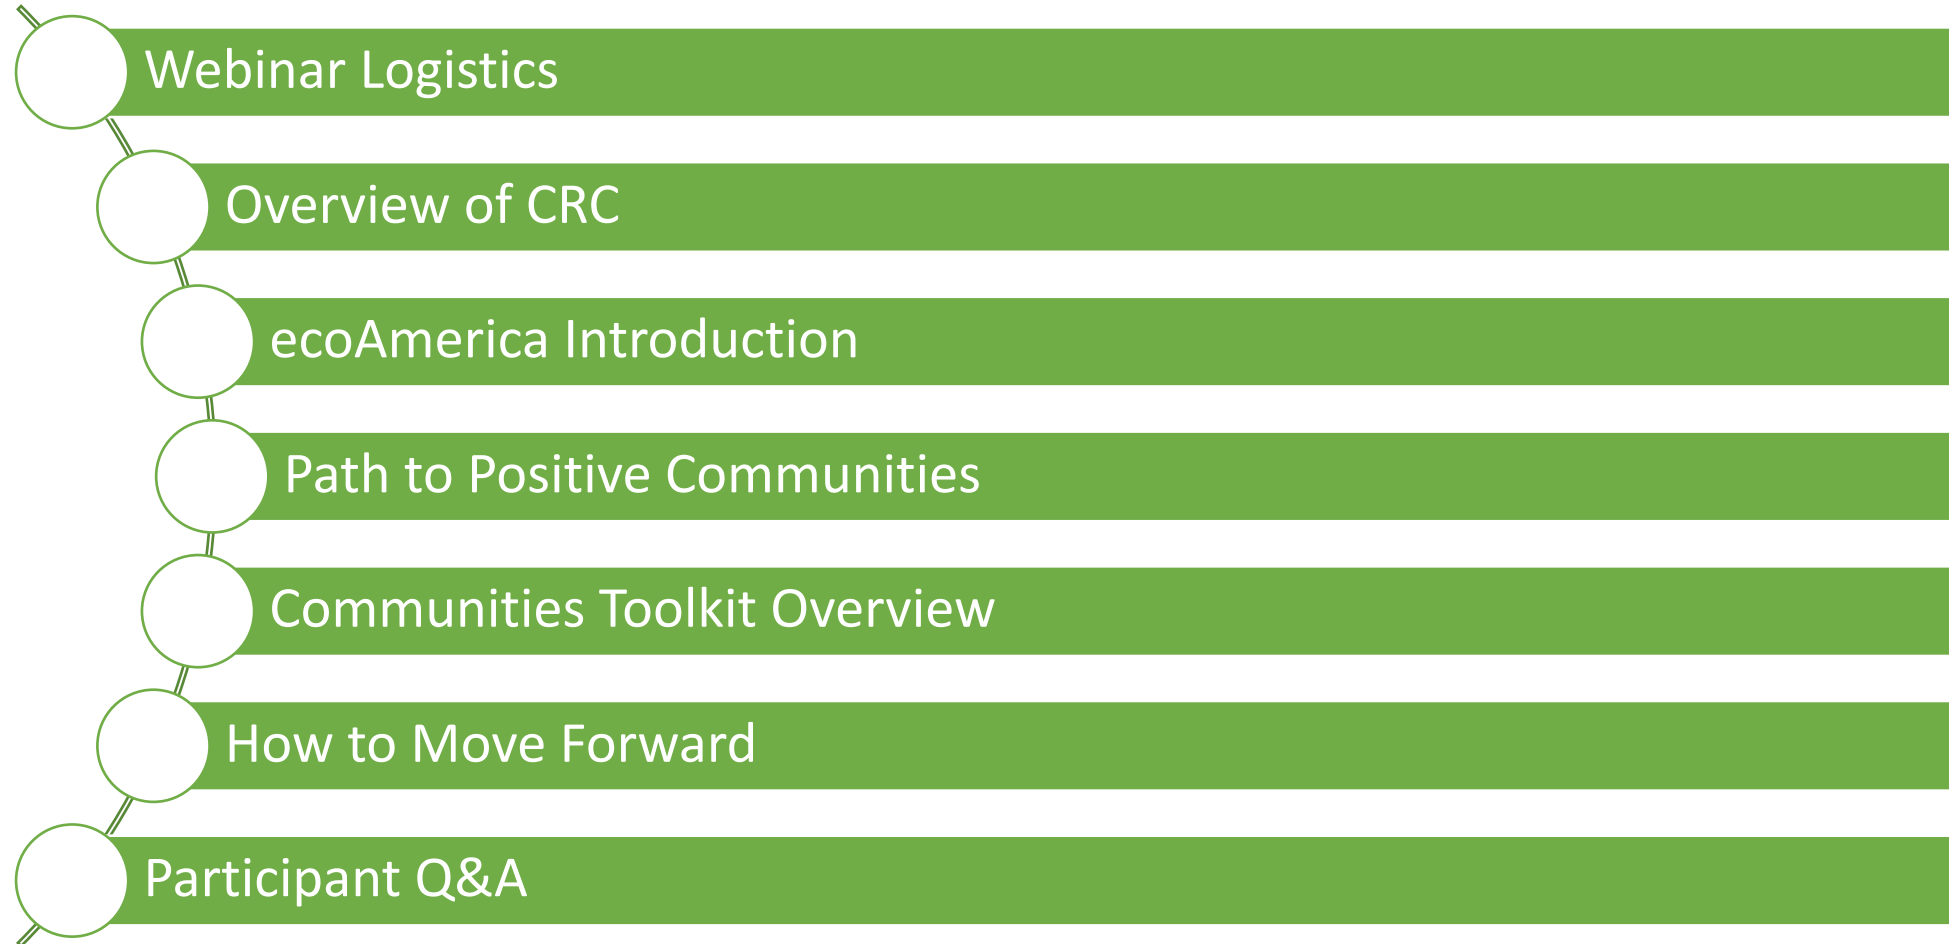 Webinar Logistics
Overview of CRC
ecoAmerica Introduction
Path to Positive Communities
Communities Toolkit Overview
How to Move Forward
Participant Q&A